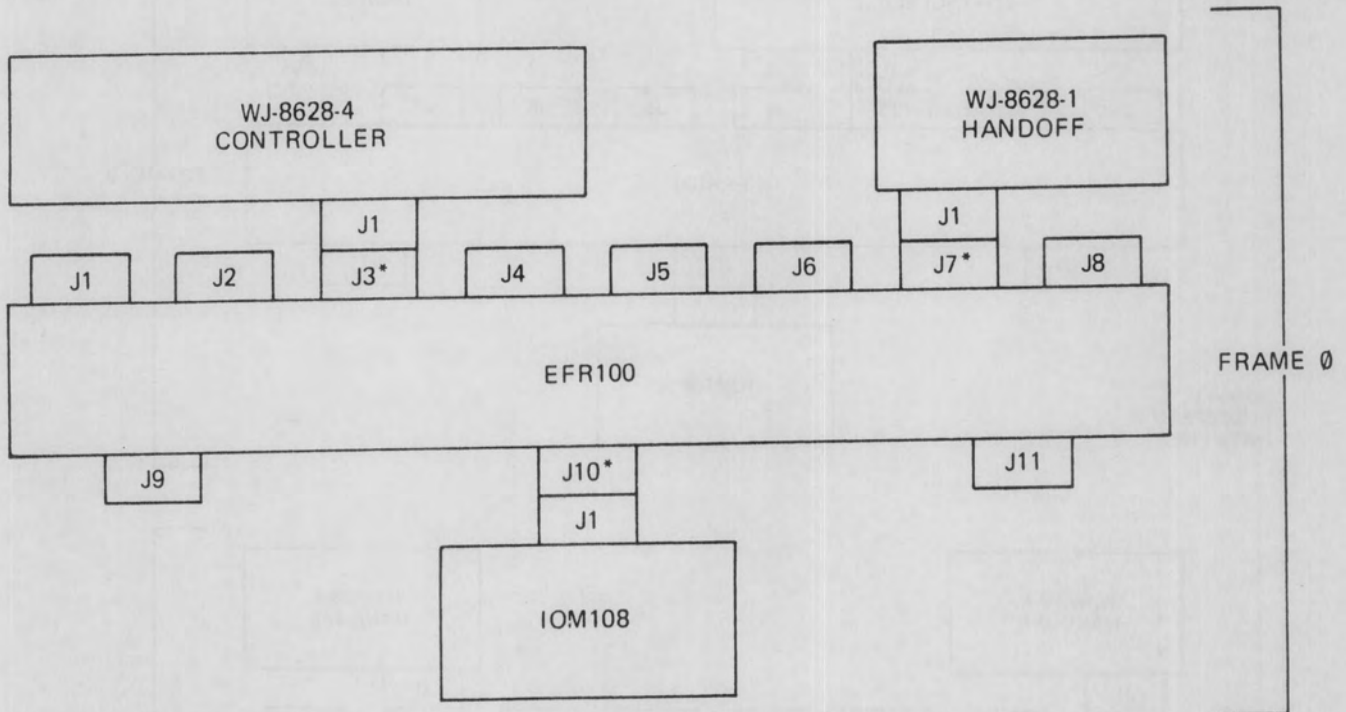 WJ-8628-4
CONTROLLER
WJ-8628-1
HANDOFF
J1
J1
J1
J2
J3*
J4
J5
J6
J7*
J8
EFR100
FRAME Ø
J9
J10*
J11
J1
IOM108